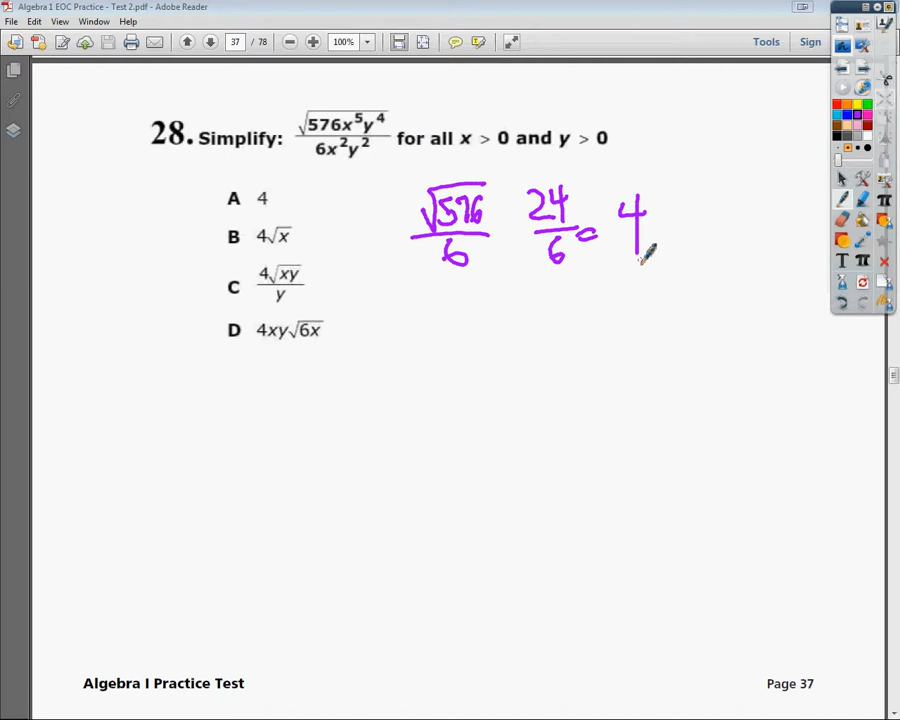 Algebra 1 EOC Practice - Test 2.pdf - Adobe Reader
File Edit View Window Help
37 / 78 100% Tools Sign
28. Simplify: √(576x⁵y⁴) / 6x²y² for all x > 0 and y > 0
A 4
B 4√x
C 4√xy / y
D 4xy√6x
√576 / 6 24 / 6 = 4
Algebra I Practice Test Page 37